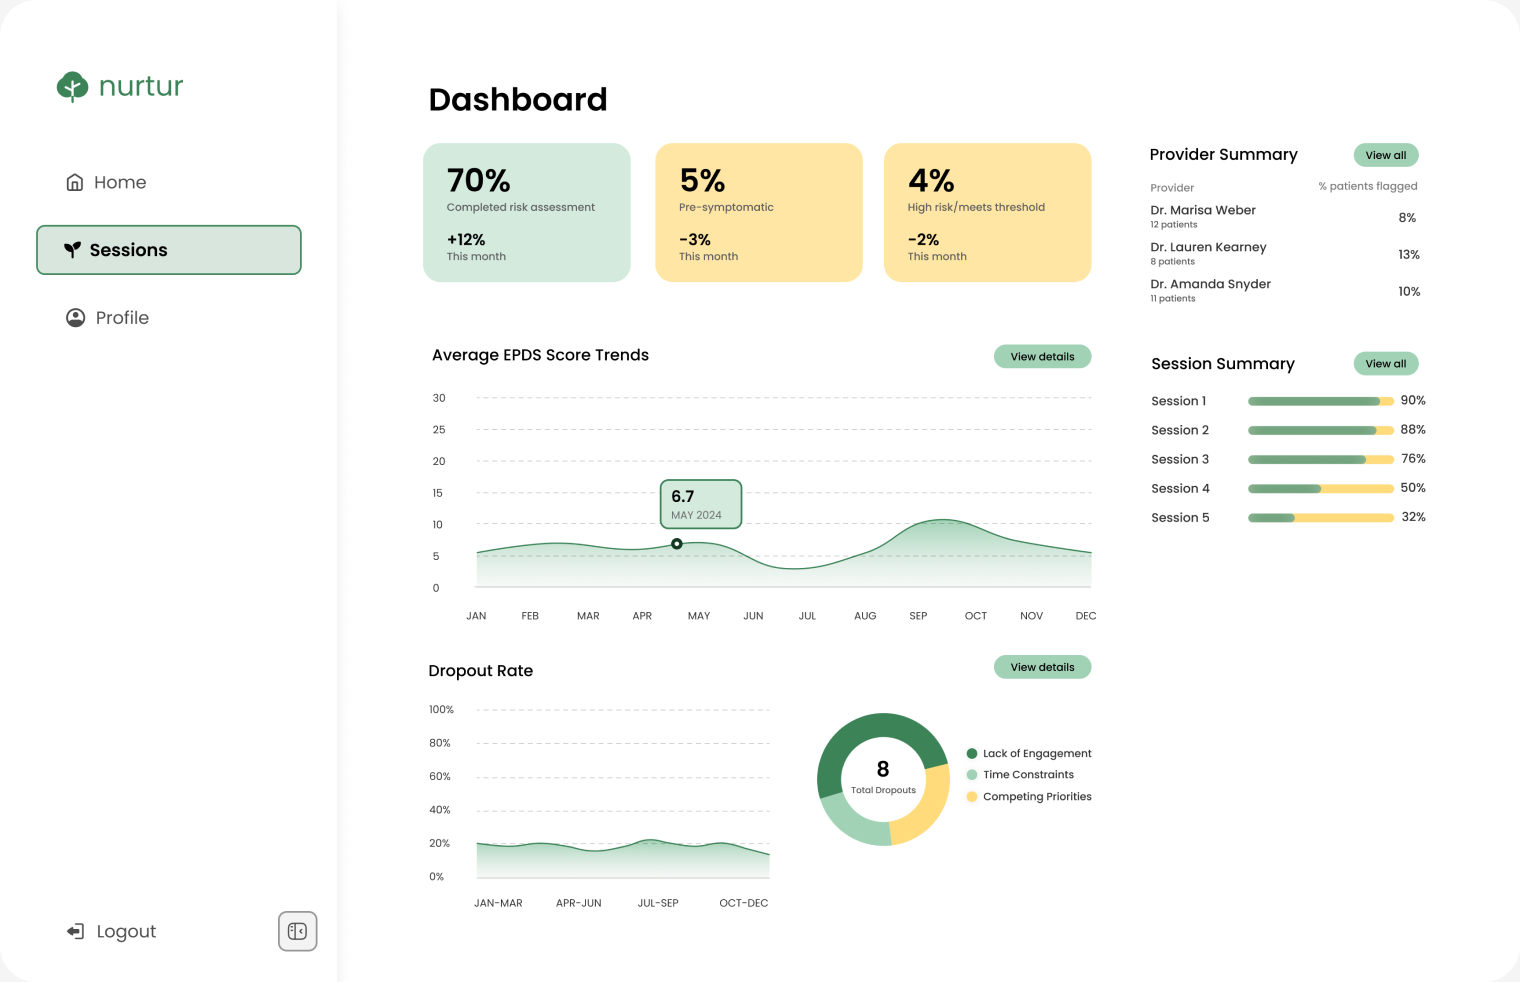 nurtur
Home
Sessions
Profile
Logout
Dashboard
70%
Completed risk assessment
+12%
This month
5%
Pre-symptomatic
-3%
This month
4%
High risk/meets threshold
-2%
This month
Average EPDS Score Trends
View details
30
25
20
15
10
5
0
6.7
MAY 2024
JAN FEB MAR APR MAY JUN JUL AUG SEP OCT NOV DEC
Dropout Rate
View details
100%
80%
60%
40%
20%
0%
JAN-MAR APR-JUN JUL-SEP OCT-DEC
8
Total Dropouts
Lack of Engagement
Time Constraints
Competing Priorities
Provider Summary
View all
Provider % patients flagged
Dr. Marisa Weber 8%
12 patients
Dr. Lauren Kearney 13%
8 patients
Dr. Amanda Snyder 10%
11 patients
Session Summary
View all
Session 1 90%
Session 2 88%
Session 3 76%
Session 4 50%
Session 5 32%